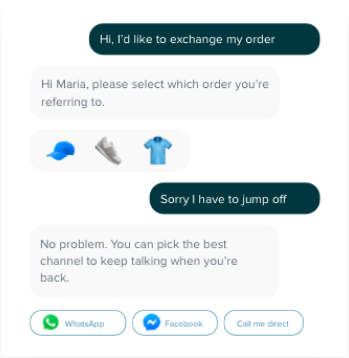 Hi, I'd like to exchange my order
Hi Maria, please select which order you're
referring to.
Sorry I have to jump off
No problem. You can pick the best
channel to keep talking when you're
back.
WhatsApp
Facebook
Call me direct